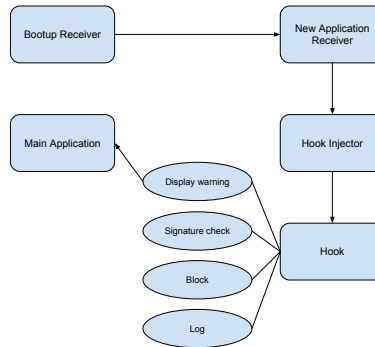 Bootup Receiver
New Application
Receiver
Main Application
Hook Injector
Display warning
Signature check
Hook
Block
Log